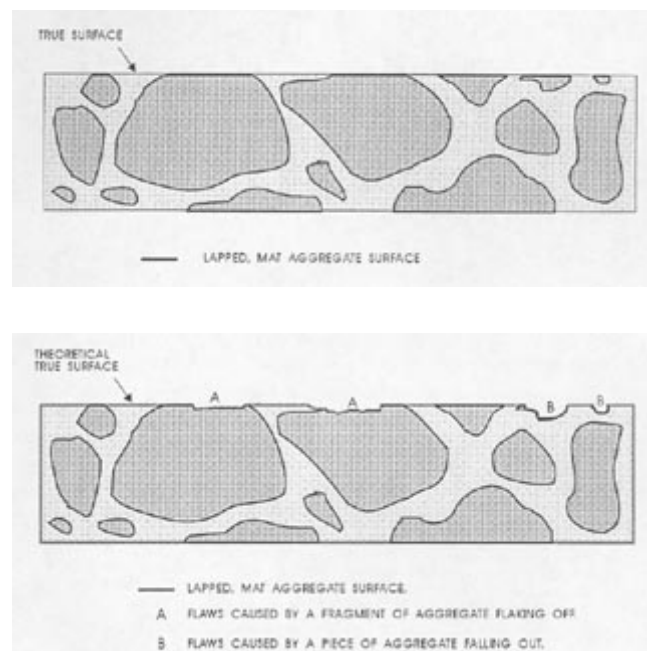 TRUE SURFACE
LAPPED, MAT AGGREGATE SURFACE
THEORETICAL
TRUE SURFACE
A
A
B
B
LAPPED, MAT AGGREGATE SURFACE.
A FLAWS CAUSED BY A FRAGMENT OF AGGREGATE FLAKING OFF
B FLAWS CAUSED BY A PIECE OF AGGREGATE FALLING OUT.